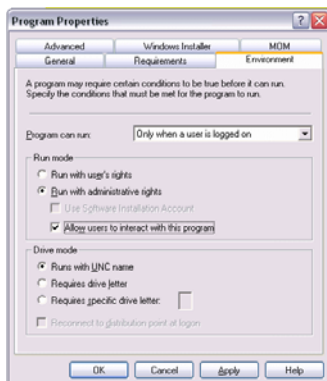 Program Properties
Advanced Windows Installer MOM
General Requirements Environment
A program may require certain conditions to be true before it can run.
Specify the conditions that must be met for the program to run.
Program can run: Only when a user is logged on
Run mode
Run with user's rights
Run with administrative rights
Use Software Installation Account
Allow users to interact with this program
Drive mode
Runs with UNC name
Requires drive letter
Requires specific drive letter:
Reconnect to distribution point at logon
OK Cancel Apply Help